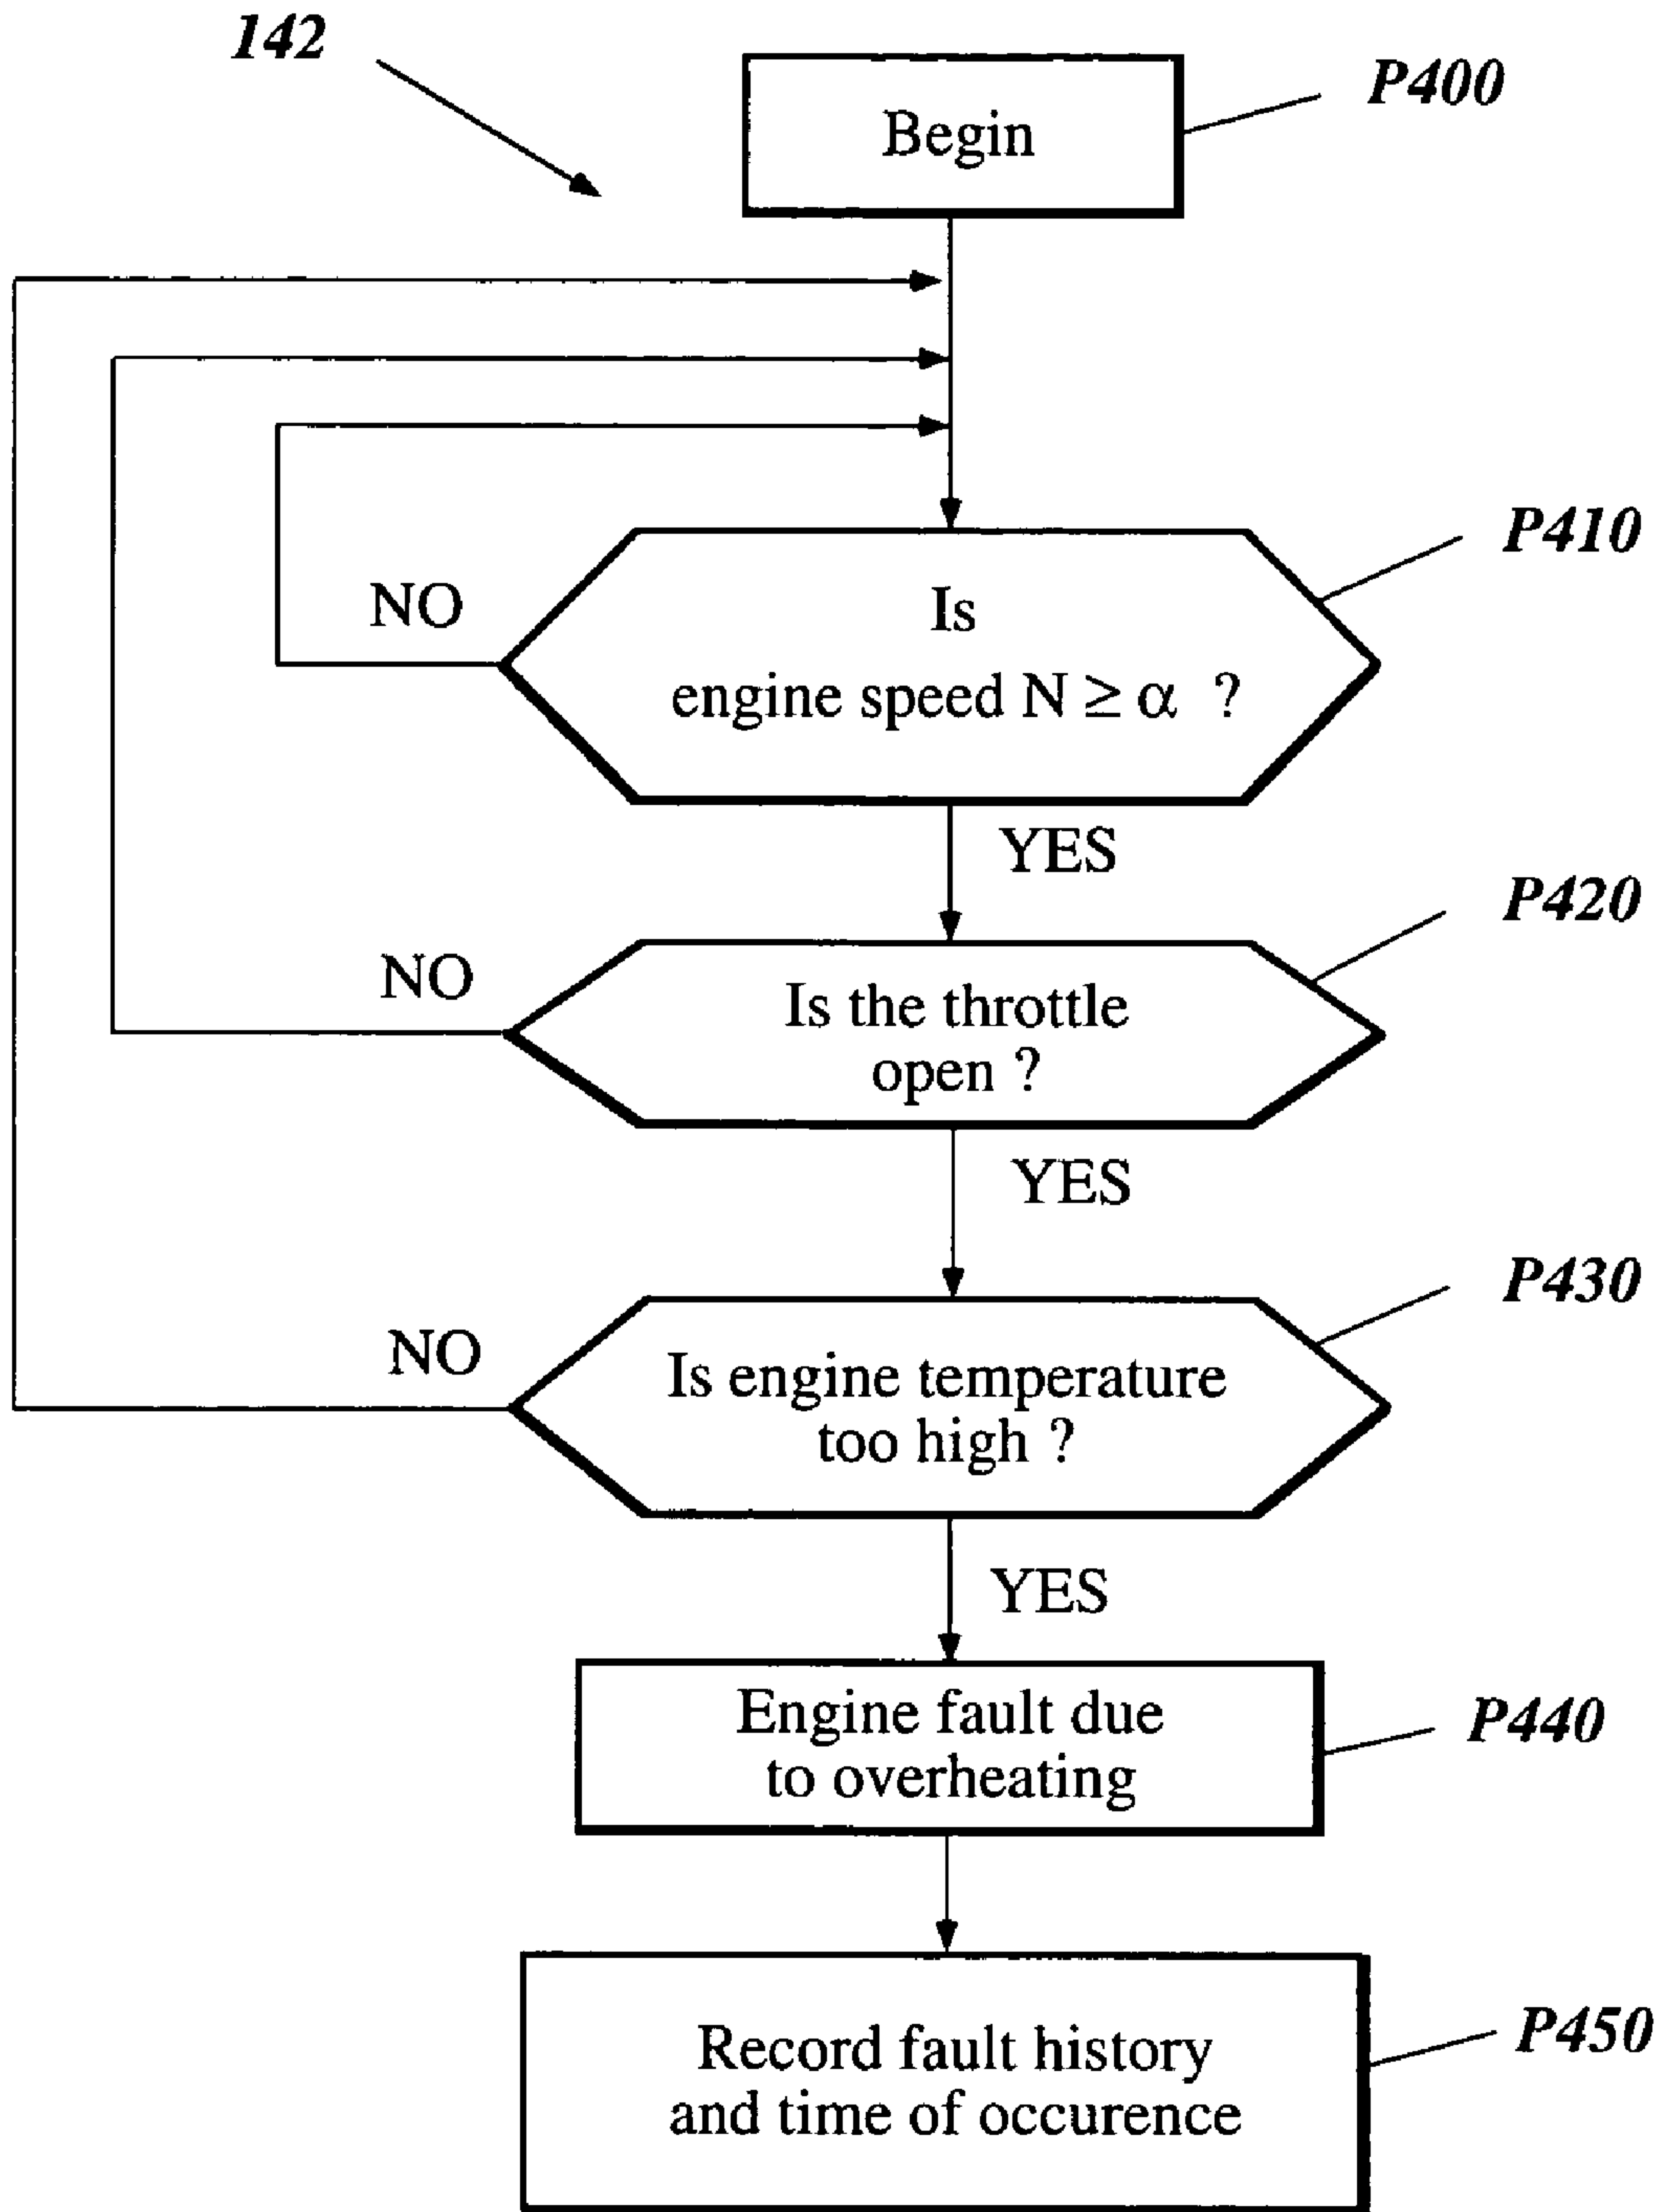 142
P400
Begin
P410
NO
Is
engine speed N ≥ α ?
YES
P420
NO
Is the throttle
open ?
YES
P430
NO
Is engine temperature
too high ?
YES
Engine fault due
to overheating
P440
Record fault history
and time of occurence
P450